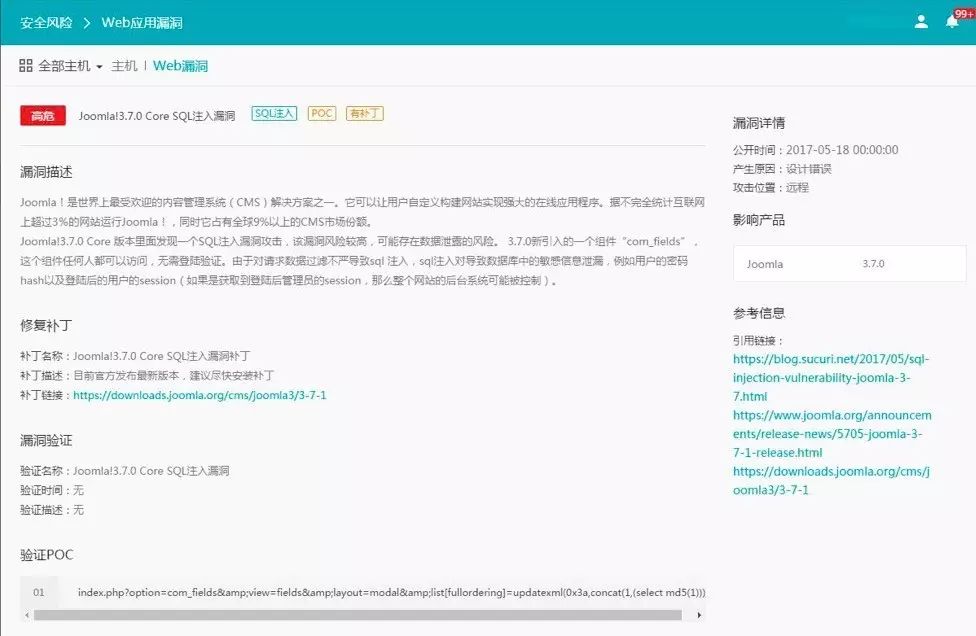 安全风险 > Web应用漏洞
99+
全部主机 主机 | Web漏洞
高危 Joomla!3.7.0 Core SQL注入漏洞 SQL注入 POC 有补丁
漏洞描述
Joomla！是世界上最受欢迎的内容管理系统（CMS）解决方案之一。它可以让用户自定义构建网站实现强大的在线应用程序。据不完全统计互联网
上超过3%的网站运行Joomla！，同时它占有全球9%以上的CMS市场份额。
Joomla!3.7.0 Core 版本里面发现一个SQL注入漏洞攻击，该漏洞风险较高，可能存在数据泄露的风险。 3.7.0新引入的一个组件“com_fields”，
这个组件任何人都可以访问，无需登陆验证。由于对请求数据过滤不严导致sql 注入，sql注入对导致数据库中的敏感信息泄漏，例如用户的密码
hash以及登陆后的用户的session（如果是获取到登陆后管理员的session，那么整个网站的后台系统可能被控制）。
修复补丁
补丁名称：Joomla!3.7.0 Core SQL注入漏洞补丁
补丁描述：目前官方发布最新版本，建议尽快安装补丁
补丁链接：https://downloads.joomla.org/cms/joomla3/3-7-1
漏洞验证
验证名称：Joomla!3.7.0 Core SQL注入漏洞
验证时间：无
验证描述：无
验证POC
01 index.php?option=com_fields&amp;view=fields&amp;layout=modal&amp;list[fullordering]=updatexml(0x3a,concat(1,(select md5(1)))
漏洞详情
公开时间：2017-05-18 00:00:00
产生原因：设计错误
攻击位置：远程
影响产品
Joomla 3.7.0
参考信息
引用链接：
https://blog.sucuri.net/2017/05/sql-
injection-vulnerability-joomla-3-
7.html
https://www.joomla.org/announcem
ents/release-news/5705-joomla-3-
7-1-release.html
https://downloads.joomla.org/cms/j
oomla3/3-7-1